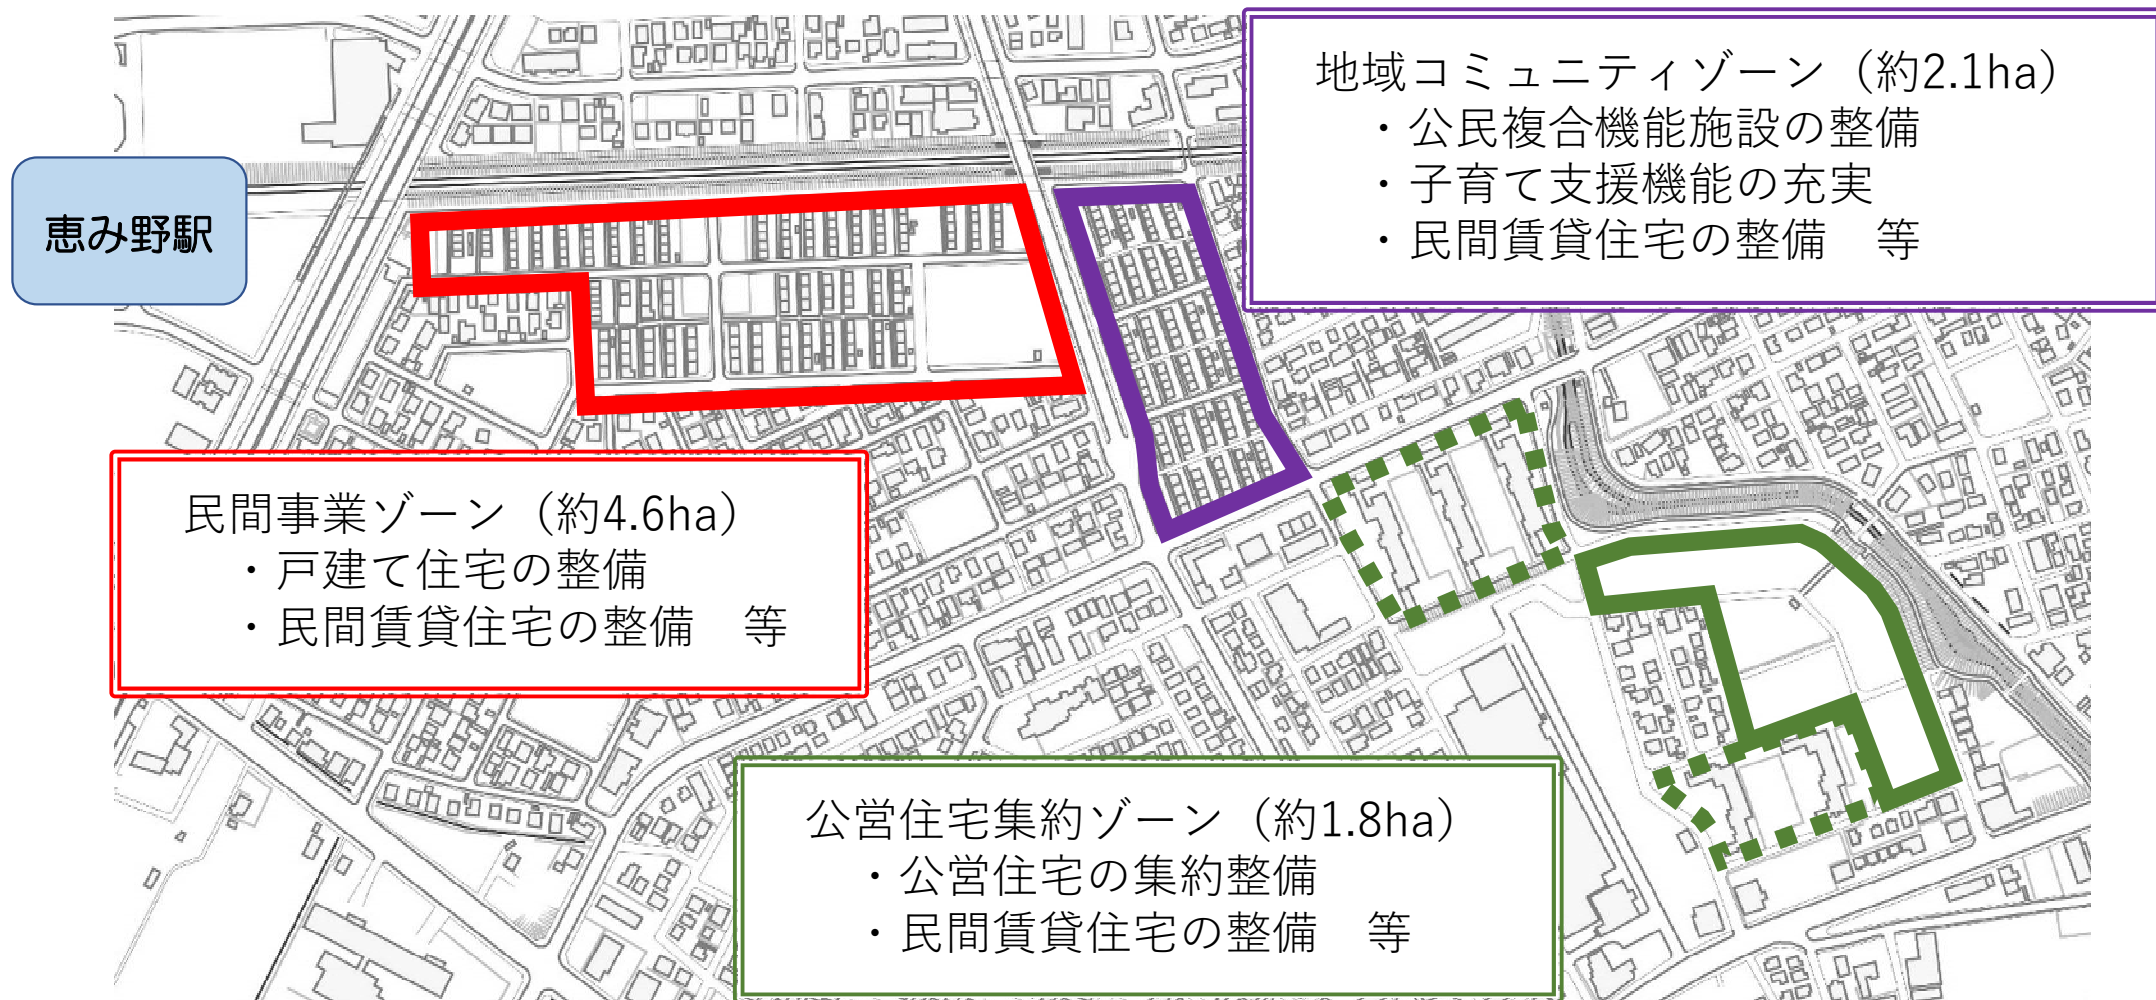 地域コミュニティゾーン（約2.1ha）
・公民複合機能施設の整備
・子育て支援機能の充実
・民間賃貸住宅の整備　等
恵み野駅
民間事業ゾーン（約4.6ha）
・戸建て住宅の整備
・民間賃貸住宅の整備　等
公営住宅集約ゾーン（約1.8ha）
・公営住宅の集約整備
・民間賃貸住宅の整備　等